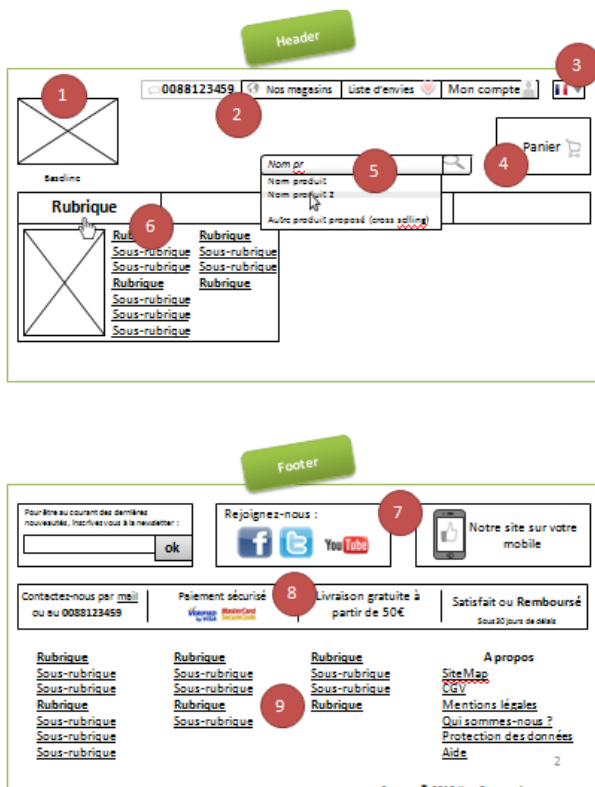 Header
1
3
0088123459 Nos magasins Liste d'envies Mon compte
2
Panier
4
Baseline
Nom pr
5
Nom produit
Nom produit 2
Autre produit proposé (cross selling)
Rubrique
6
Rubrique Rubrique
Sous-rubrique Sous-rubrique
Sous-rubrique Sous-rubrique
Rubrique Rubrique
Sous-rubrique
Sous-rubrique
Sous-rubrique
Footer
Pour être au courant des dernières
nouveautés, inscrivez vous à la newsletter :
ok
Rejoignez-nous :
You Tube
7
Notre site sur votre
mobile
Contactez-nous par mail
ou au 0088123459
Paiement sécurisé
VERIFIED by VISA MasterCard SecureCode.
8
Livraison gratuite à
partir de 50€
Satisfait ou Remboursé
Sous 30 jours de délais
Rubrique
Sous-rubrique
Sous-rubrique
Rubrique
Sous-rubrique
Sous-rubrique
Sous-rubrique
Rubrique
Sous-rubrique
Sous-rubrique
Rubrique
Sous-rubrique
9
Rubrique
Sous-rubrique
Sous-rubrique
Rubrique
A propos
SiteMap
CGV
Mentions légales
Qui sommes-nous ?
Protection des données
Aide
2